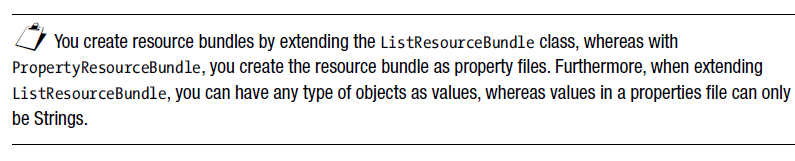 You create resource bundles by extending the ListResourceBundle class, whereas with
PropertyResourceBundle, you create the resource bundle as property files. Furthermore, when extending
ListResourceBundle, you can have any type of objects as values, whereas values in a properties file can only
be Strings.